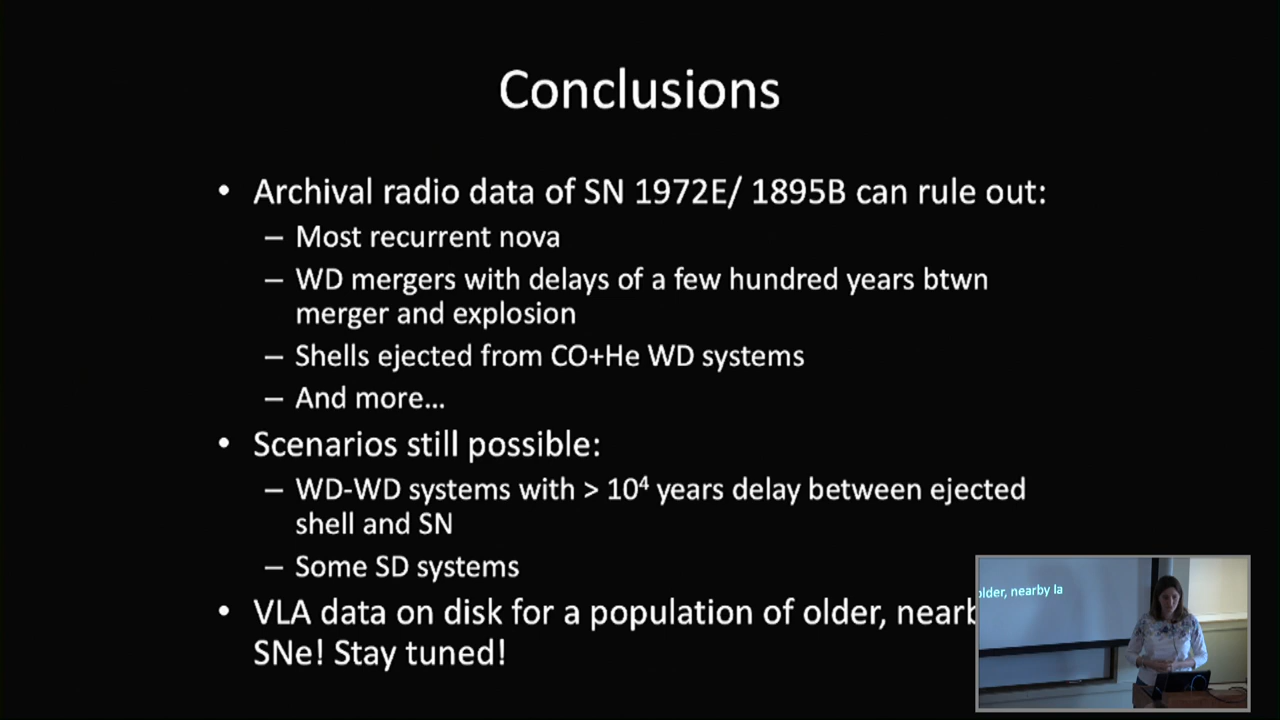 Conclusions
• Archival radio data of SN 1972E/ 1895B can rule out:
– Most recurrent nova
– WD mergers with delays of a few hundred years btwn
merger and explosion
– Shells ejected from CO+He WD systems
– And more…
• Scenarios still possible:
– WD-WD systems with > 10⁴ years delay between ejected
shell and SN
– Some SD systems
• VLA data on disk for a population of older, nearb
SNe! Stay tuned!
older, nearby la